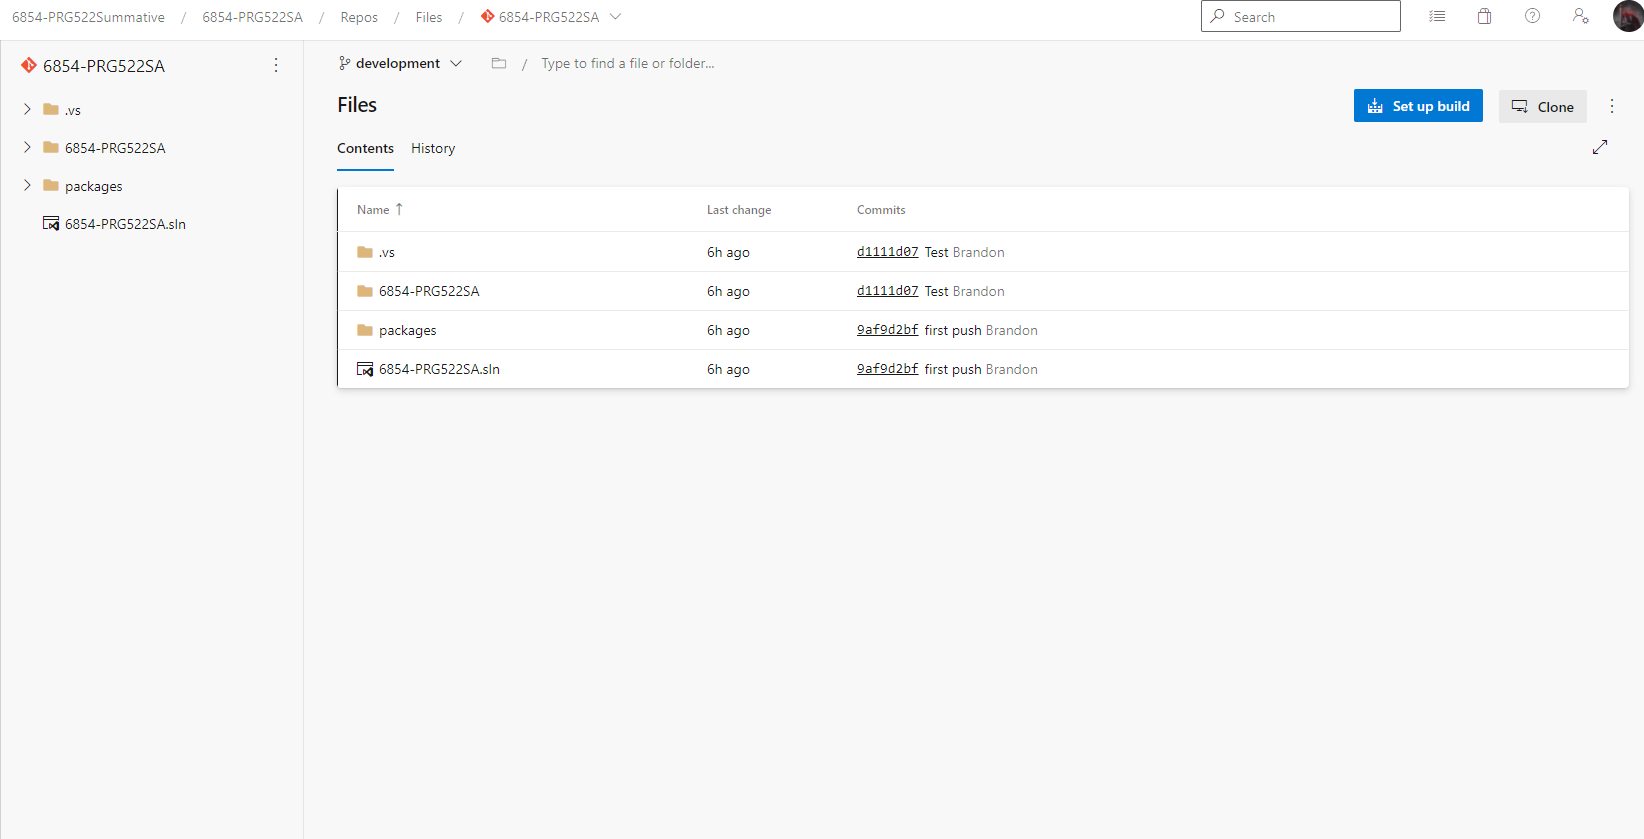 6854-PRG522Summative / 6854-PRG522SA / Repos / Files / 6854-PRG522SA
Search
6854-PRG522SA
.vs
6854-PRG522SA
packages
6854-PRG522SA.sln
development / Type to find a file or folder...
Files
Set up build
Clone
Contents History
Name ↑ Last change Commits
.vs 6h ago d1111d07 Test Brandon
6854-PRG522SA 6h ago d1111d07 Test Brandon
packages 6h ago 9af9d2bf first push Brandon
6854-PRG522SA.sln 6h ago 9af9d2bf first push Brandon